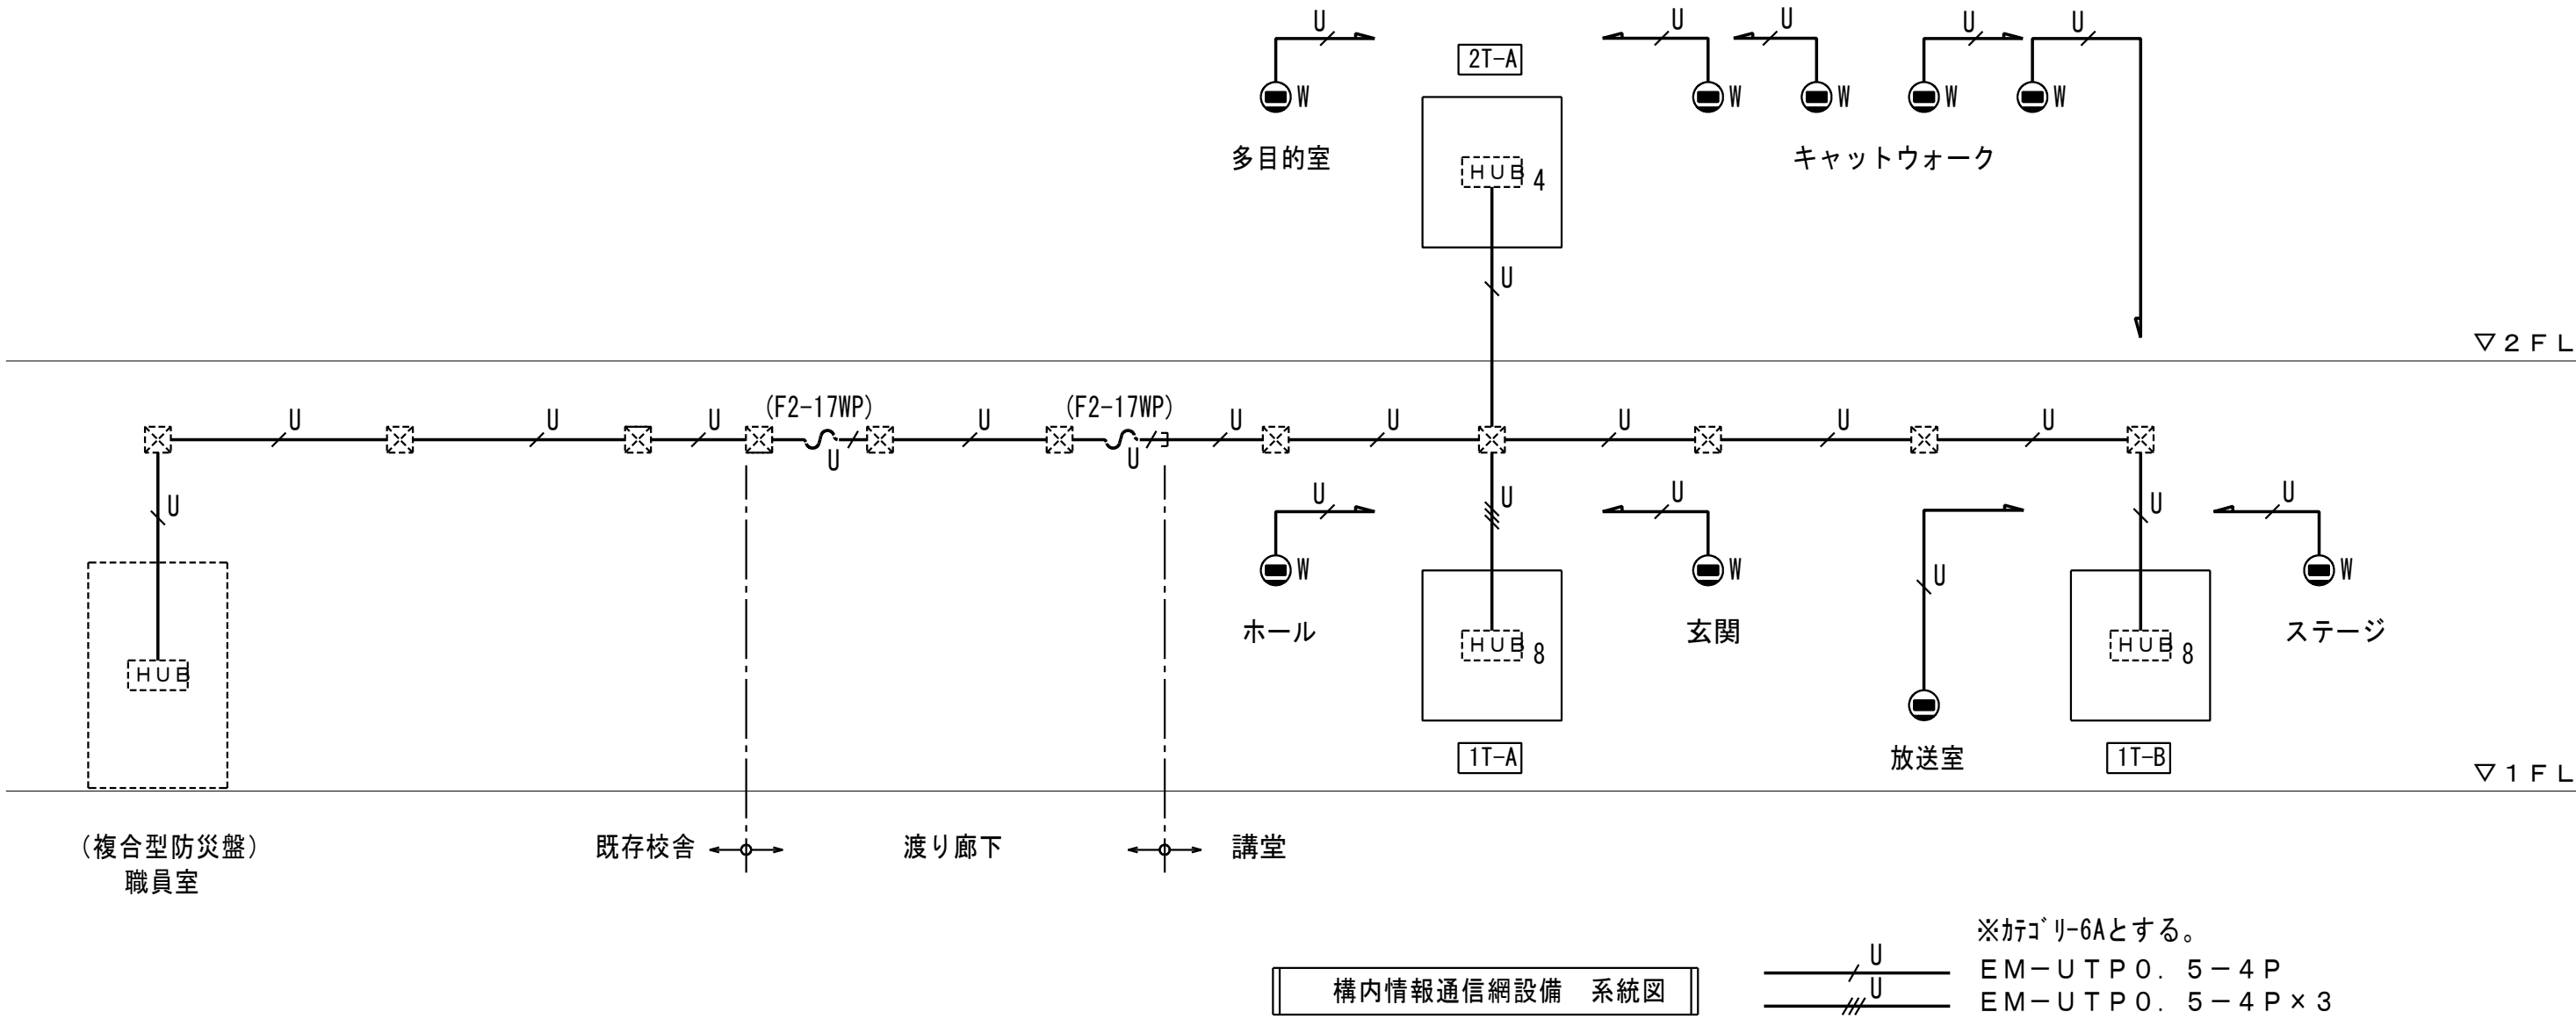 U U U U U
2T-A
W W W W W
多目的室
HUB 4
キャットウォーク
U
▽2FL
(F2-17WP) (F2-17WP)
U U U U U U U U U
U U
U U U U U U
W W W
U
ホール
HUB 8
玄関
HUB 8
ステージ
HUB
1T-A
放送室
1T-B
▽1FL
(複合型防災盤)
職員室
既存校舎
渡り廊下
講堂
※ｶﾃｺﾞﾘｰ6Aとする。
U EM-UTP0.5-4P
U EM-UTP0.5-4P×3
構内情報通信網設備 系統図